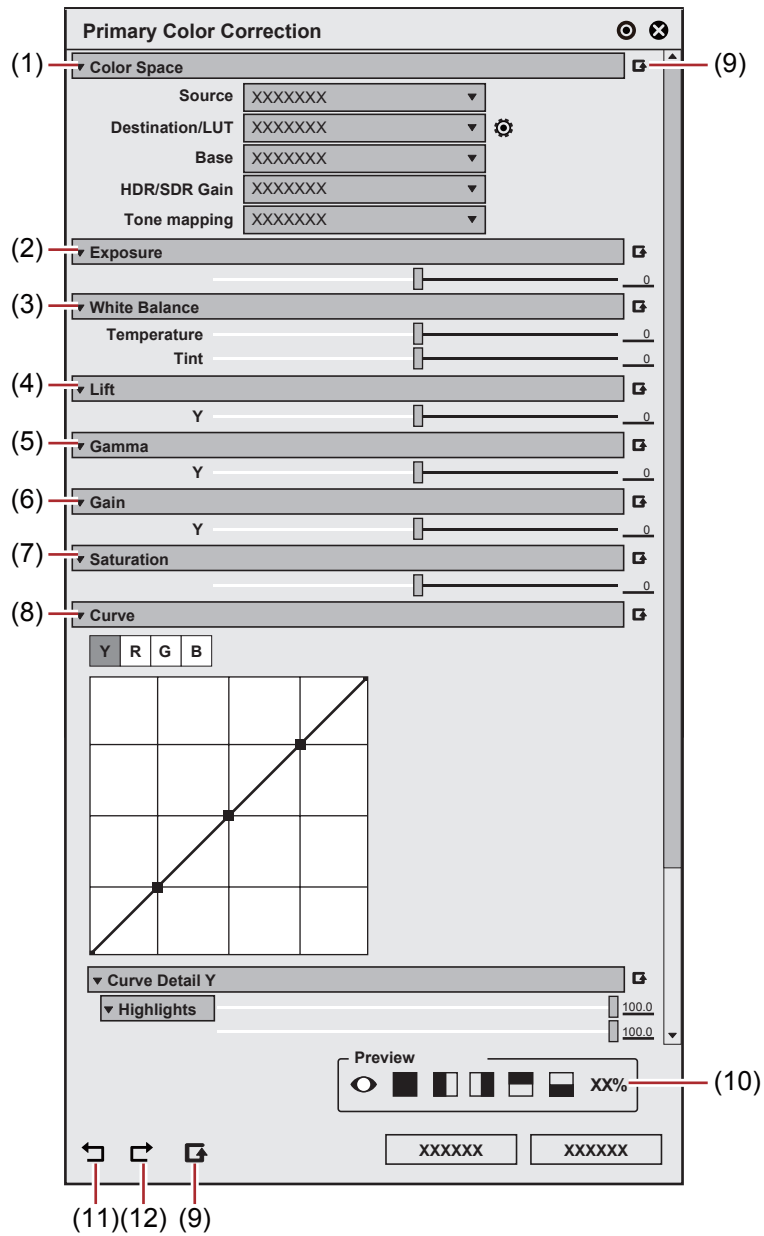 Primary Color Correction
(1) Color Space (9)
Source XXXXXXX
Destination/LUT XXXXXXX
Base XXXXXXX
HDR/SDR Gain XXXXXXX
Tone mapping XXXXXXX
(2) Exposure
0
(3) White Balance
Temperature 0
Tint 0
(4) Lift
Y 0
(5) Gamma
Y 0
(6) Gain
Y 0
(7) Saturation
0
(8) Curve
Y R G B
Curve Detail Y
Highlights 100.0
100.0
Preview
XX% (10)
XXXXXX XXXXXX
(11)(12) (9)